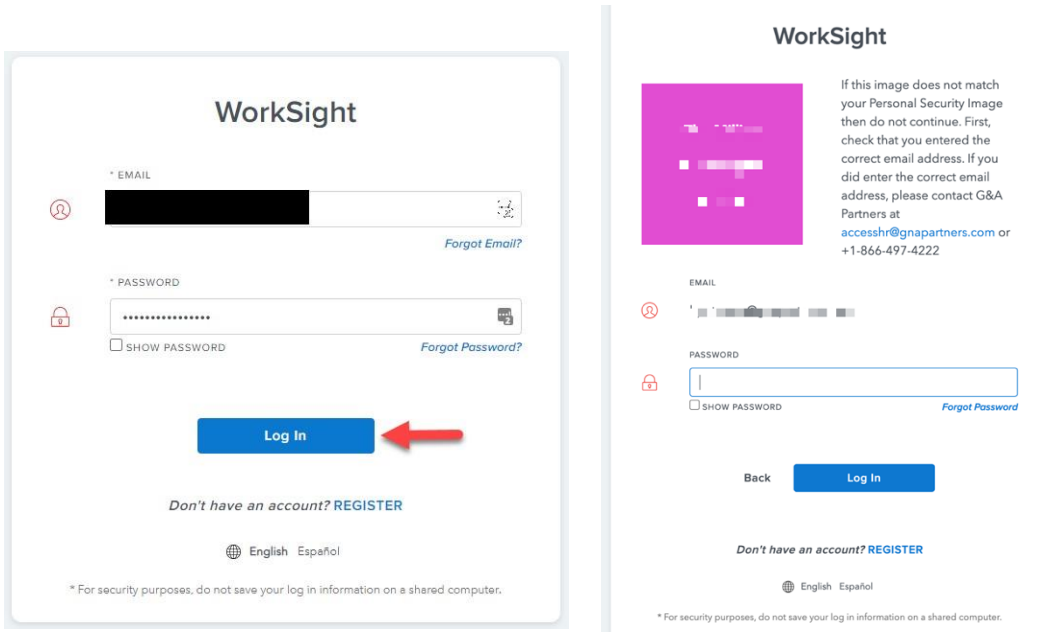 WorkSight
* EMAIL
Forgot Email?
* PASSWORD
••••••••••••••••
SHOW PASSWORD
Forgot Password?
Log In
Don't have an account? REGISTER
English Español
* For security purposes, do not save your log in information on a shared computer.
WorkSight
If this image does not match
your Personal Security Image
then do not continue. First,
check that you entered the
correct email address. If you
did enter the correct email
address, please contact G&A
Partners at
accesshr@gnapartners.com or
+1-866-497-4222
EMAIL
PASSWORD
SHOW PASSWORD
Forgot Password
Back
Log In
Don't have an account? REGISTER
English Español
* For security purposes, do not save your log in information on a shared computer.